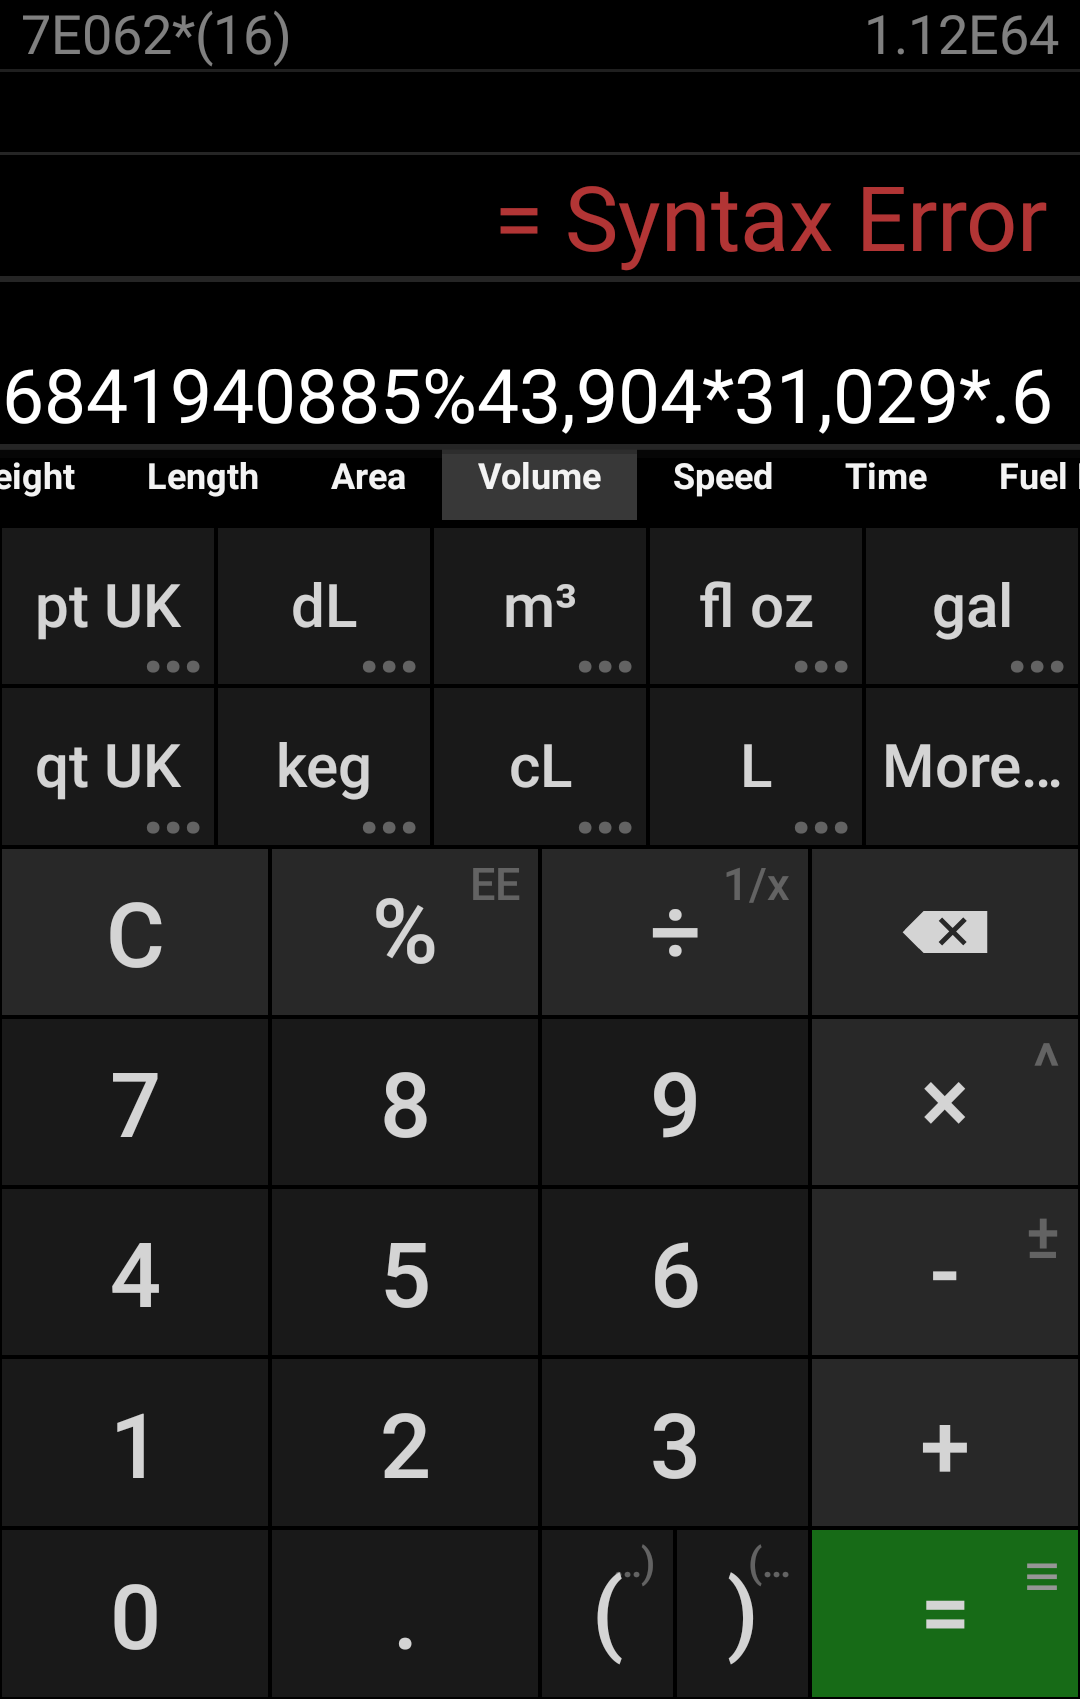 7E062*(16) 1.12E64
= Syntax Error
6841940885%43,904*31,029*.6
eight Length Area Volume Speed Time Fuel
pt UK dL m³ fl oz gal
qt UK keg cL L More...
C % EE ÷ 1/x
7 8 9 × ^
4 5 6 - ±
1 2 3 +
0 . ( ..) ) (... = ≡